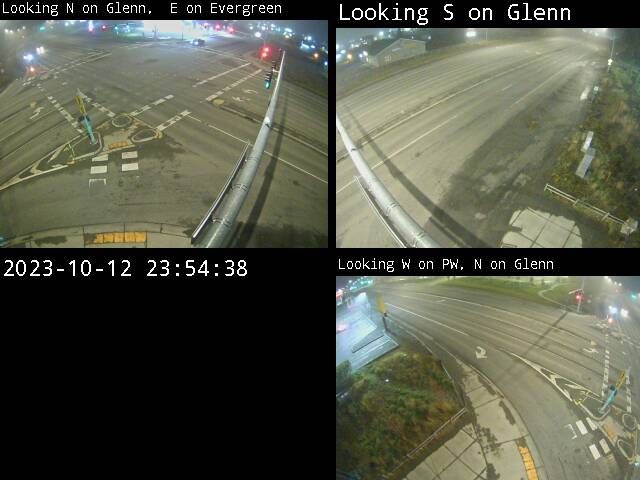 Looking N on Glenn, E on Evergreen
Looking S on Glenn
2023-10-12 23:54:38
Looking W on PW, N on Glenn